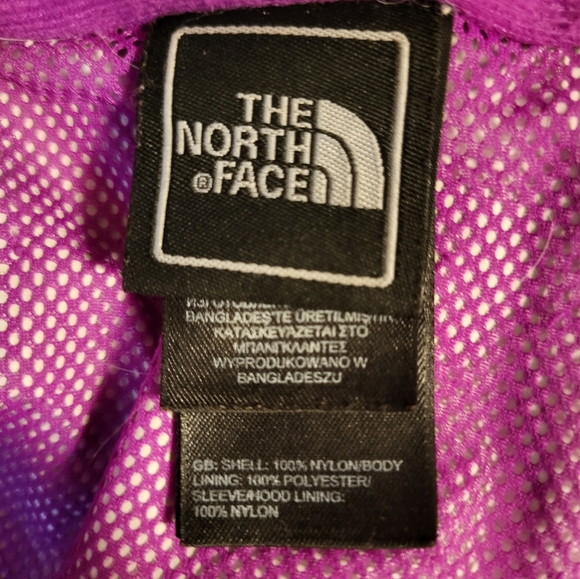 THE
NORTH
® FACE
BANGLADES'TE ÜRETILMIŞTIR
ΚΑΤΑΣΚΕΥΑΖΕΤΑΙ ΣΤΟ
ΜΠΑΝΓΚΛΑΝΤΕΣ
WYPRODUKOWANO W
BANGLADESZU
GB: SHELL: 100% NYLON/BODY
LINING: 100% POLYESTER/
SLEEVE/HOOD LINING:
100% NYLON